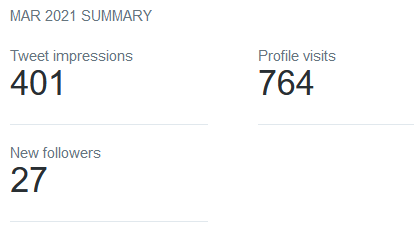 MAR 2021 SUMMARY
Tweet impressions
401
Profile visits
764
New followers
27